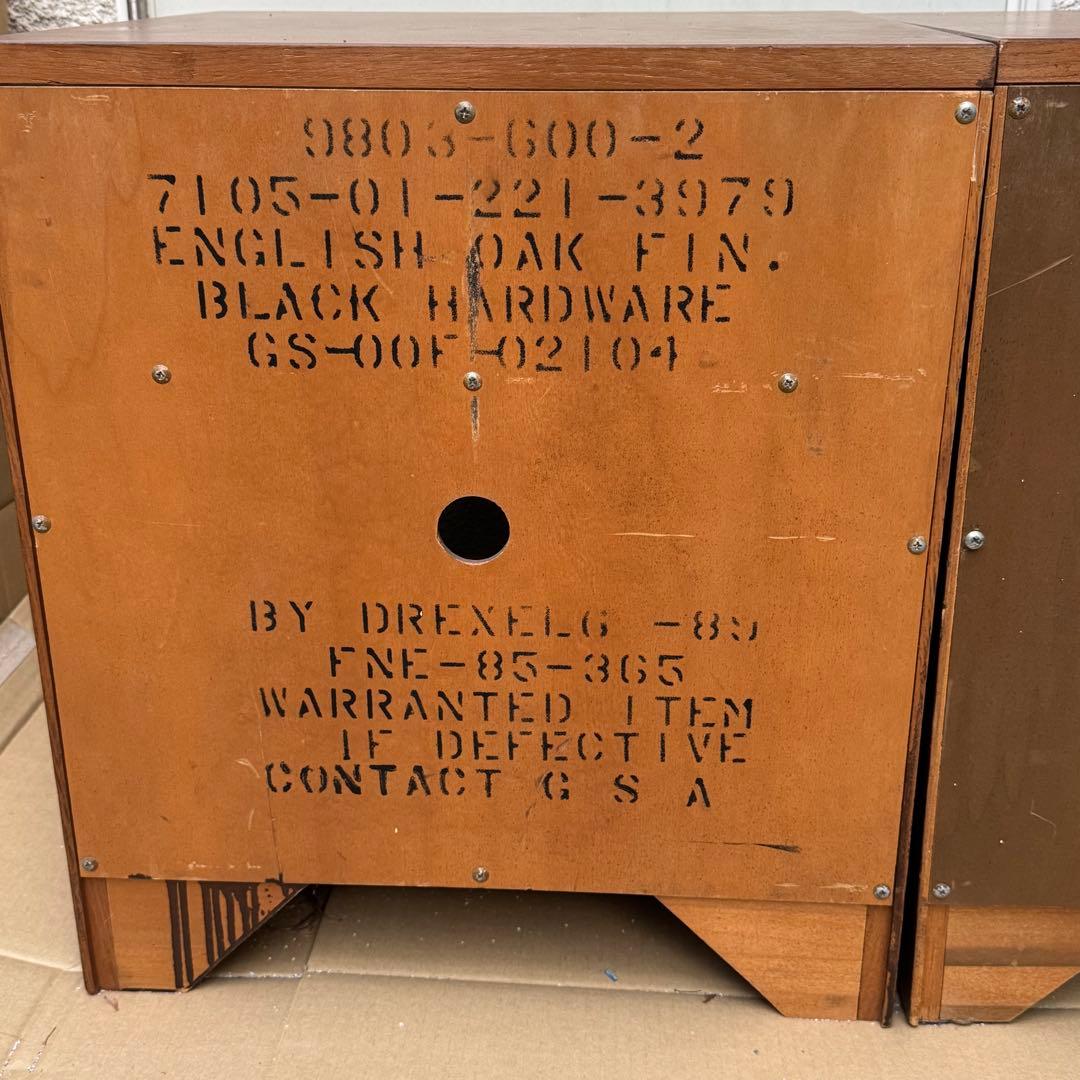 9803-600-2
7105-01-221-3979
ENGLISH OAK FIN.
BLACK HARDWARE
GS-00F-02104
BY DREXEL6 -89
FNE-85-365
WARRANTED ITEM
IF DEFECTIVE
CONTACT G S A